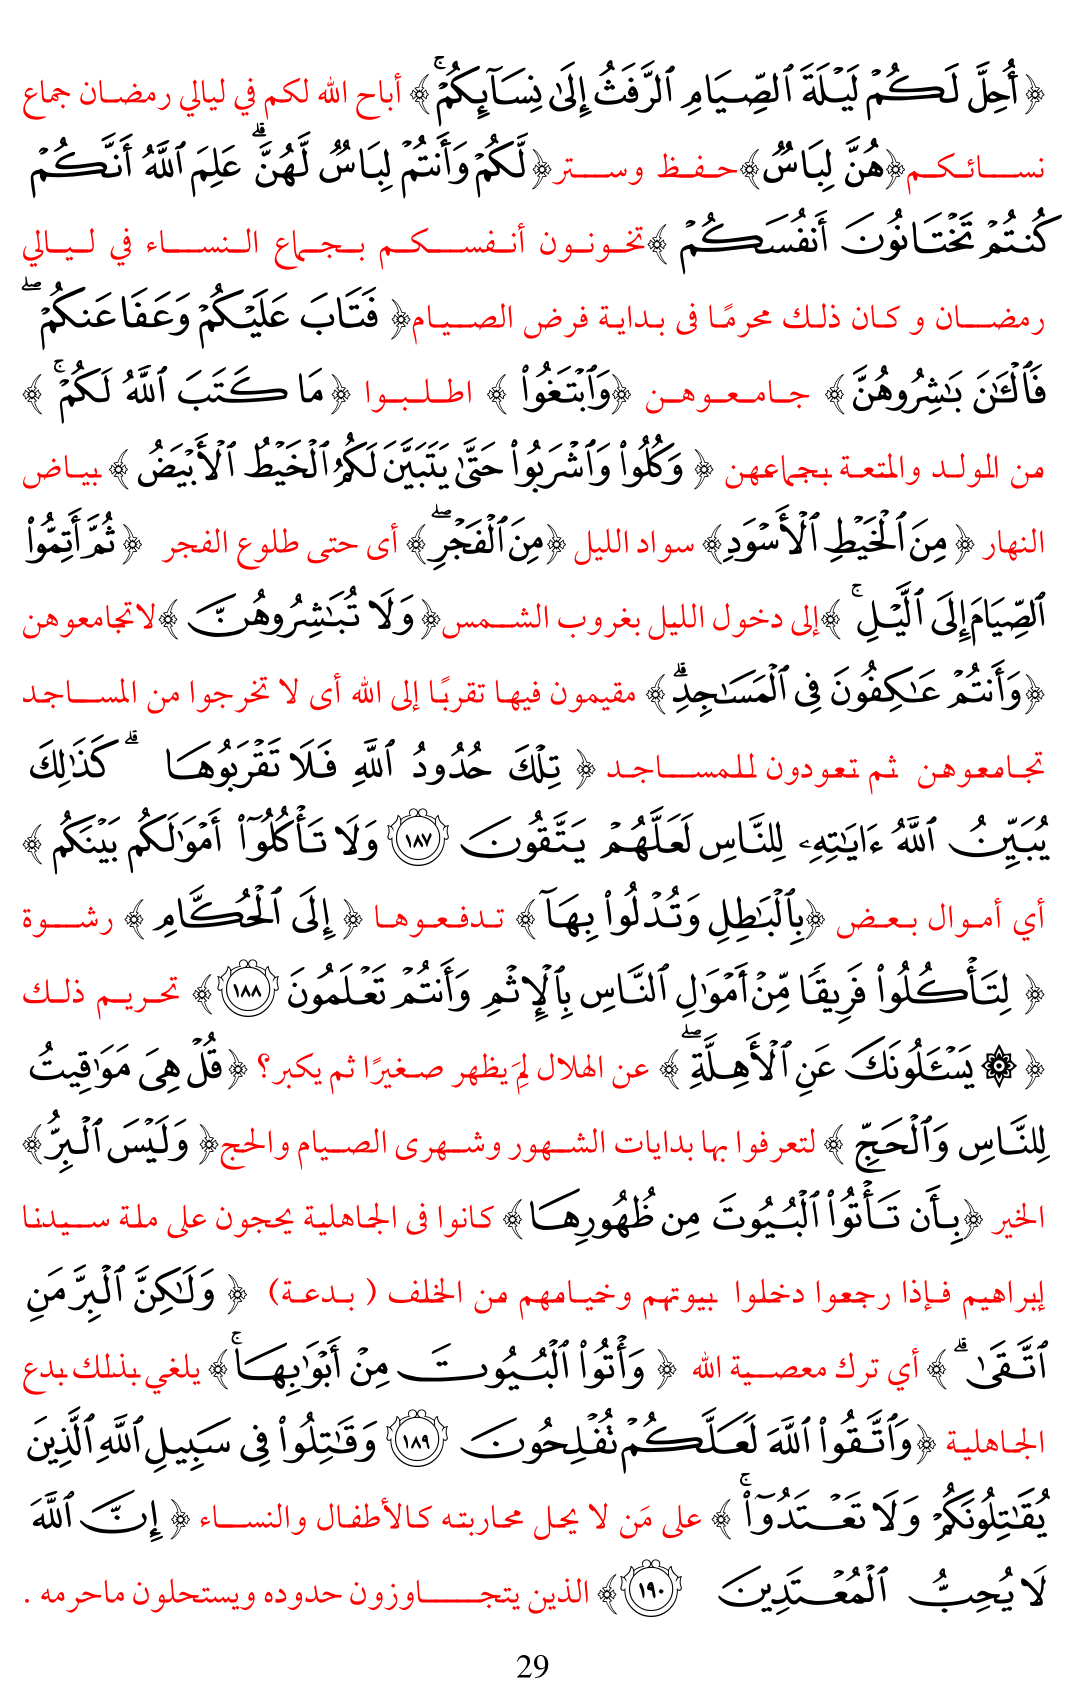 ﴿أُحِلَّ لَكُمْ لَيْلَةَ ٱلصِّيَامِ ٱلرَّفَثُ إِلَىٰ نِسَآئِكُمْۚ﴾ أباح الله لكم في ليالي رمضان جماع
نسائكم﴿هُنَّ لِبَاسٌ﴾حفظ وستر﴿لَّكُمْ وَأَنتُمْ لِبَاسٌ لَّهُنَّۗ عَلِمَ ٱللَّهُ أَنَّكُمْ
كُنتُمْ تَخْتَانُونَ أَنفُسَكُمْ ﴾تخونون أنفسكم بجماع النساء في ليالي
رمضان و كان ذلك محرمًا فى بداية فرض الصيام﴿ فَتَابَ عَلَيْكُمْ وَعَفَا عَنكُمْۖ
فَٱلْـَٰٔنَ بَٰشِرُوهُنَّ﴾ جامعوهن ﴿وَٱبْتَغُوا۟ ﴾ اطلبوا ﴿ مَا كَتَبَ ٱللَّهُ لَكُمْۚ ﴾
من المولد والمتعة بجماعهن ﴿ وَكُلُوا۟ وَٱشْرَبُوا۟ حَتَّىٰ يَتَبَيَّنَ لَكُمُ ٱلْخَيْطُ ٱلْأَبْيَضُ ﴾ بياض
النهار ﴿ مِنَ ٱلْخَيْطِ ٱلْأَسْوَدِ﴾ سواد الليل ﴿مِنَ ٱلْفَجْرِۖ﴾ أى حتى طلوع الفجر ﴿ ثُمَّ أَتِمُّوا۟
ٱلصِّيَامَ إِلَى ٱلَّيْلِۚ ﴾إلى دخول الليل بغروب الشمس﴿ وَلَا تُبَٰشِرُوهُنَّ ﴾لاتجامعوهن
﴿وَأَنتُمْ عَٰكِفُونَ فِى ٱلْمَسَٰجِدِۗ﴾ مقيمون فيها تقربًا إلى الله أى لا تخرجوا من المساجد
تجامعوهن ثم تعودون للمساجد ﴿ تِلْكَ حُدُودُ ٱللَّهِ فَلَا تَقْرَبُوهَاۗ كَذَٰلِكَ
يُبَيِّنُ ٱللَّهُ ءَايَٰتِهِۦ لِلنَّاسِ لَعَلَّهُمْ يَتَّقُونَ ١٨٧ وَلَا تَأْكُلُوٓا۟ أَمْوَٰلَكُم بَيْنَكُم ﴾
أي أموال بعض ﴿بِٱلْبَٰطِلِ وَتُدْلُوا۟ بِهَآ﴾ تدفعوها ﴿ إِلَى ٱلْحُكَّامِ ﴾ رشوة
﴿ لِتَأْكُلُوا۟ فَرِيقًا مِّنْ أَمْوَٰلِ ٱلنَّاسِ بِٱلْإِثْمِ وَأَنتُمْ تَعْلَمُونَ ١٨٨﴾ تحريم ذلك
﴿ ۞ يَسْـَٔلُونَكَ عَنِ ٱلْأَهِلَّةِۖ﴾ عن الهلال لِمَ يظهر صغيرًا ثم يكبر؟ ﴿ قُلْ هِىَ مَوَٰقِيتُ
لِلنَّاسِ وَٱلْحَجِّ ﴾ لتعرفوا بها بدايات الشهور وشهرى الصيام والحج﴿ وَلَيْسَ ٱلْبِرُّ﴾
الخير ﴿بِأَن تَأْتُوا۟ ٱلْبُيُوتَ مِن ظُهُورِهَا﴾ كانوا فى الجاهلية يحجون على ملة سيدنا
إبراهيم فإذا رجعوا دخلوا بيوتهم وخيامهم من الخلف ( بدعة) ﴿ وَلَٰكِنَّ ٱلْبِرَّ مَنِ
ٱتَّقَىٰۗ ﴾ أي ترك معصية الله ﴿ وَأْتُوا۟ ٱلْبُيُوتَ مِنْ أَبْوَٰبِهَاۚ﴾ يلغي بذلك بدع
الجاهلية ﴿وَٱتَّقُوا۟ ٱللَّهَ لَعَلَّكُمْ تُفْلِحُونَ ١٨٩ وَقَٰتِلُوا۟ فِى سَبِيلِ ٱللَّهِ ٱلَّذِينَ
يُقَٰتِلُونَكُمْ وَلَا تَعْتَدُوٓا۟ۚ ﴾ على مَن لا يحل محاربته كالأطفال والنساء ﴿ إِنَّ ٱللَّهَ
لَا يُحِبُّ ٱلْمُعْتَدِينَ ١٩٠﴾ الذين يتجاوزون حدوده ويستحلون ماحرمه .
29